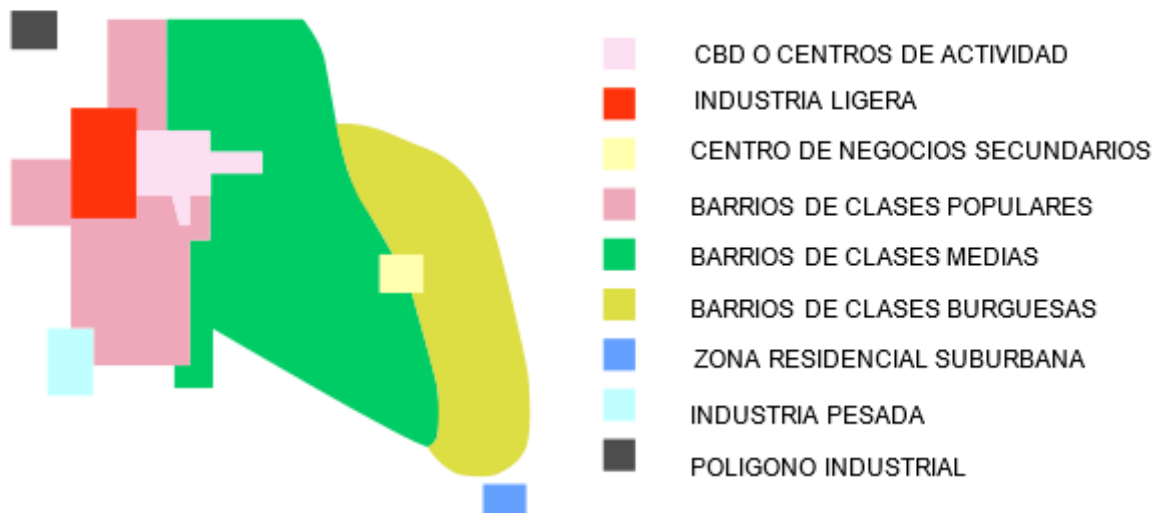 CBD O CENTROS DE ACTIVIDAD
INDUSTRIA LIGERA
CENTRO DE NEGOCIOS SECUNDARIOS
BARRIOS DE CLASES POPULARES
BARRIOS DE CLASES MEDIAS
BARRIOS DE CLASES BURGUESAS
ZONA RESIDENCIAL SUBURBANA
INDUSTRIA PESADA
POLIGONO INDUSTRIAL